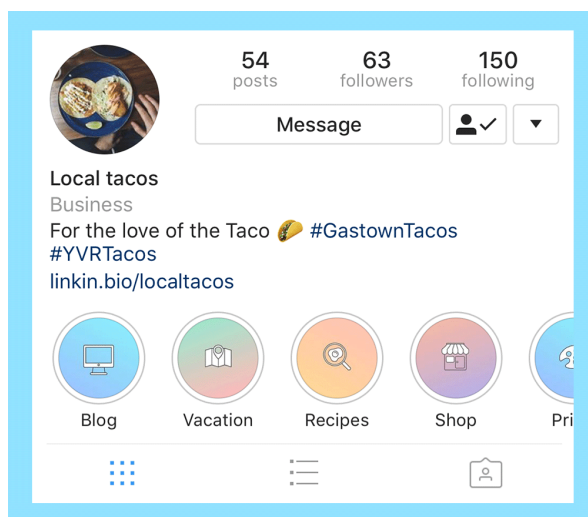 54 63 150
posts followers following
Message
Local tacos
Business
For the love of the Taco 🌮 #GastownTacos
#YVRTacos
linkin.bio/localtacos
Blog Vacation Recipes Shop Pri